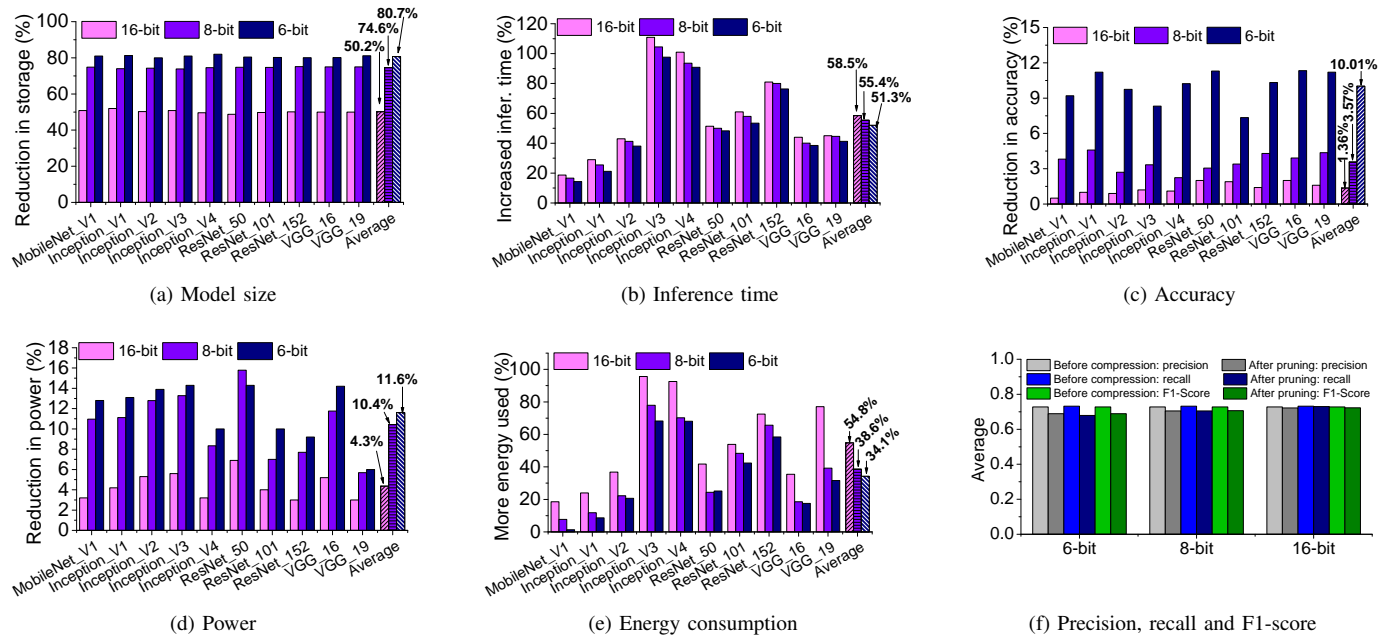 Reduction in storage (%)
100
80
60
40
20
0
16-bit 8-bit 6-bit
50.2%
74.6%
80.7%
MobileNet_V1
Inception_V1
Inception_V2
Inception_V3
Inception_V4
ResNet_50
ResNet_101
ResNet_152
VGG_16
VGG_19
Average
(a) Model size
Increased infer. time (%)
120
100
80
60
40
20
0
16-bit 8-bit 6-bit
58.5%
55.4%
51.3%
MobileNet_V1
Inception_V1
Inception_V2
Inception_V3
Inception_V4
ResNet_50
ResNet_101
ResNet_152
VGG_16
VGG_19
Average
(b) Inference time
Reduction in accuracy (%)
15
12
9
6
3
0
16-bit 8-bit 6-bit
1.36%
3.57%
10.01%
MobileNet_V1
Inception_V1
Inception_V2
Inception_V3
Inception_V4
ResNet_50
ResNet_101
ResNet_152
VGG_16
VGG_19
Average
(c) Accuracy
Reduction in power (%)
18
16
14
12
10
8
6
4
2
0
16-bit 8-bit 6-bit
4.3%
10.4%
11.6%
MobileNet_V1
Inception_V1
Inception_V2
Inception_V3
Inception_V4
ResNet_50
ResNet_101
ResNet_152
VGG_16
VGG_19
Average
(d) Power
More energy used (%)
100
80
60
40
20
0
16-bit 8-bit 6-bit
54.8%
38.6%
34.1%
MobileNet_V1
Inception_V1
Inception_V2
Inception_V3
Inception_V4
ResNet_50
ResNet_101
ResNet_152
VGG_16
VGG_19
Average
(e) Energy consumption
Average
1.0
0.8
0.6
0.4
0.2
0.0
Before compression: precision After pruning: precision
Before compression: recall After pruning: recall
Before compression: F1-Score After pruning: F1-Score
6-bit 8-bit 16-bit
(f) Precision, recall and F1-score